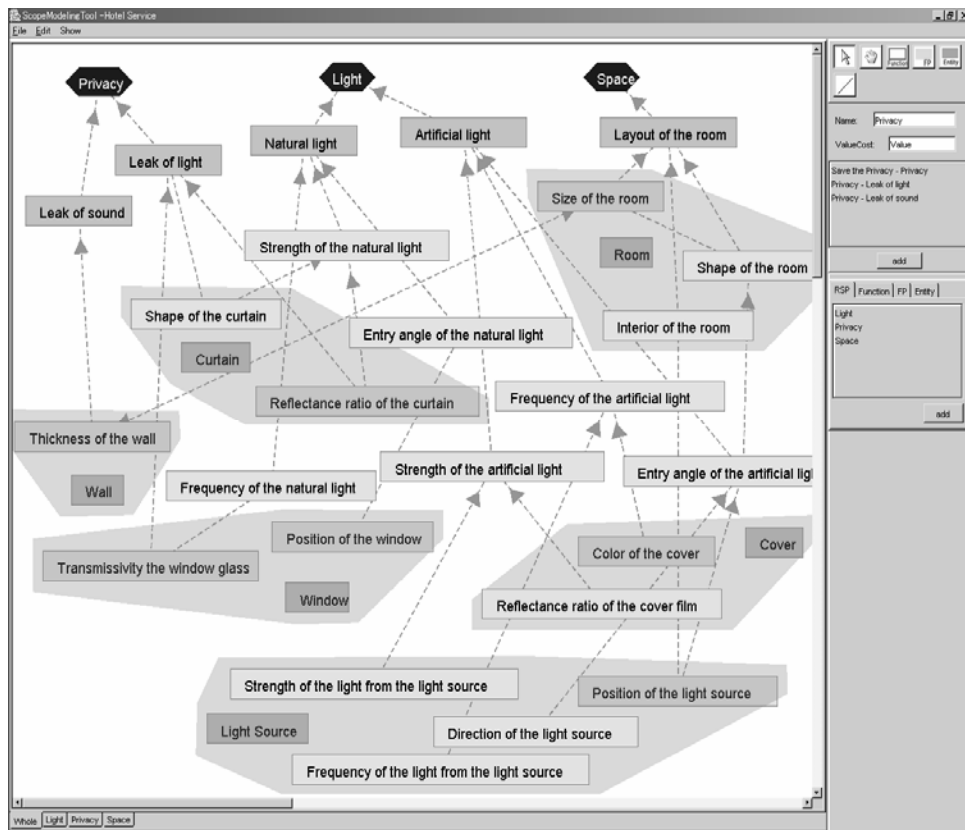 ScopeModelingTool -Hotel Service
File Edit Show
Privacy
Light
Space
Natural light
Artificial light
Layout of the room
Leak of light
Size of the room
Leak of sound
Strength of the natural light
Room
Shape of the room
Shape of the curtain
Entry angle of the natural light
Interior of the room
Curtain
Reflectance ratio of the curtain
Frequency of the artificial light
Thickness of the wall
Strength of the artificial light
Entry angle of the artificial ligl
Wall
Frequency of the natural light
Position of the window
Color of the cover
Cover
Transmissivity the window glass
Window
Reflectance ratio of the cover film
Strength of the light from the light source
Position of the light source
Light Source
Direction of the light source
Frequency of the light from the light source
Whole Light Privacy Space
Function FP Entity
Name: Privacy
ValueCost: Value
Save the Privacy - Privacy
Privacy - Leak of light
Privacy - Leak of sound
add
RSP Function FP Entity
Light
Privacy
Space
add